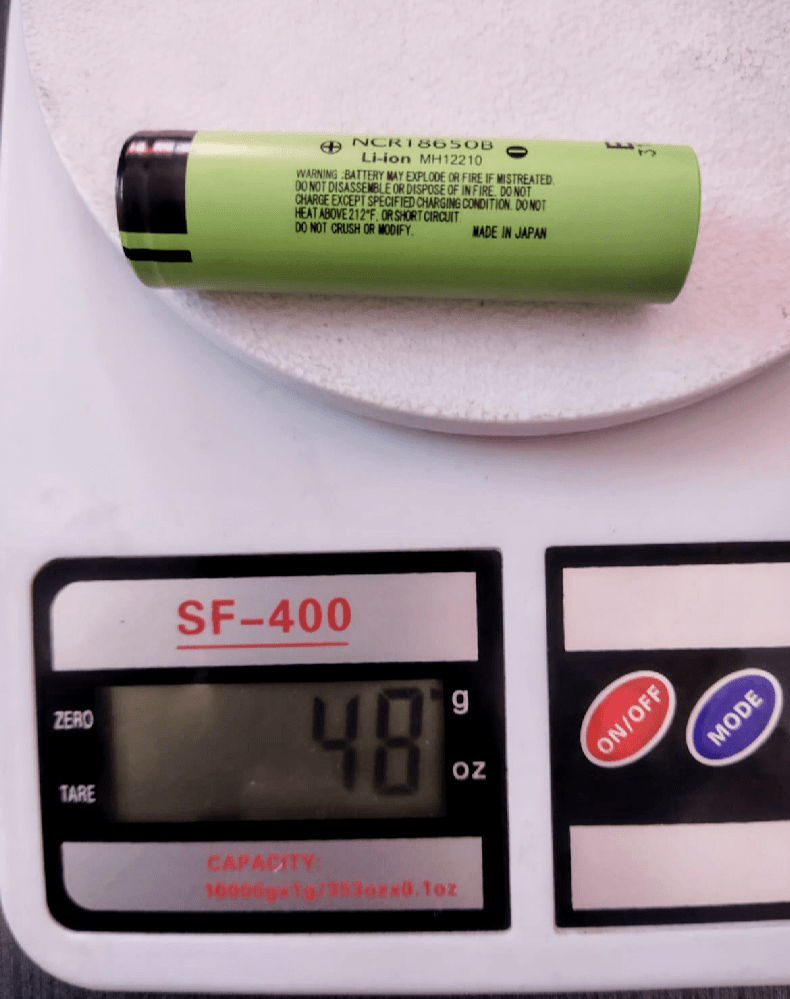 NCR18650B
Li-ion MH12210
WARNING :BATTERY MAY EXPLODE OR FIRE IF MISTREATED.
DO NOT DISASSEMBLE OR DISPOSE OF IN FIRE. DO NOT
CHARGE EXCEPT SPECIFIED CHARGING CONDITION. DO NOT
HEAT ABOVE 212°F, OR SHORT CIRCUIT
DO NOT CRUSH OR MODIFY. MADE IN JAPAN
SF-400
ZERO
48 g
TARE
oz
CAPACITY:
10000gx1g/353ozx0.1oz
ON/OFF
MODE